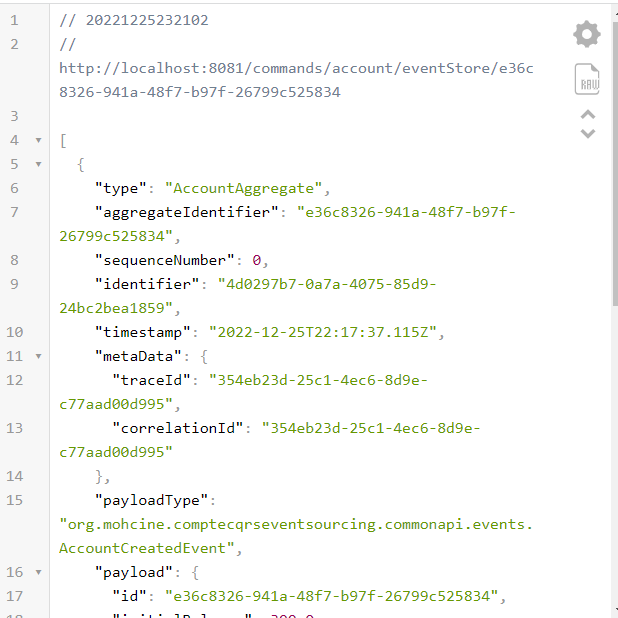 1 // 20221225232102
2 //
http://localhost:8081/commands/account/eventStore/e36c
8326-941a-48f7-b97f-26799c525834
3
4 [
5 {
6 "type": "AccountAggregate",
7 "aggregateIdentifier": "e36c8326-941a-48f7-b97f-
26799c525834",
8 "sequenceNumber": 0,
9 "identifier": "4d0297b7-0a7a-4075-85d9-
24bc2bea1859",
10 "timestamp": "2022-12-25T22:17:37.115Z",
11 "metaData": {
12 "traceId": "354eb23d-25c1-4ec6-8d9e-
c77aad00d995",
13 "correlationId": "354eb23d-25c1-4ec6-8d9e-
c77aad00d995"
14 },
15 "payloadType":
"org.mohcine.comptecqrseventsourcing.commonapi.events.
AccountCreatedEvent",
16 "payload": {
17 "id": "e36c8326-941a-48f7-b97f-26799c525834",
RAW